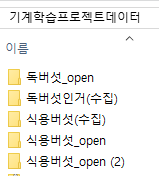 기계학습프로젝트데이터
이름
독버섯_open
독버섯인거(수집)
식용버섯(수집)
식용버섯_open
식용버섯_open (2)